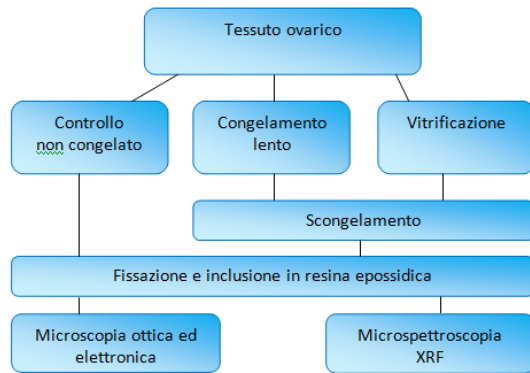 Tessuto ovarico
Controllo
non congelato
Congelamento
lento
Vitrificazione
Scongelamento
Fissazione e inclusione in resina epossidica
Microscopia ottica ed
elettronica
Microspettroscopia
XRF